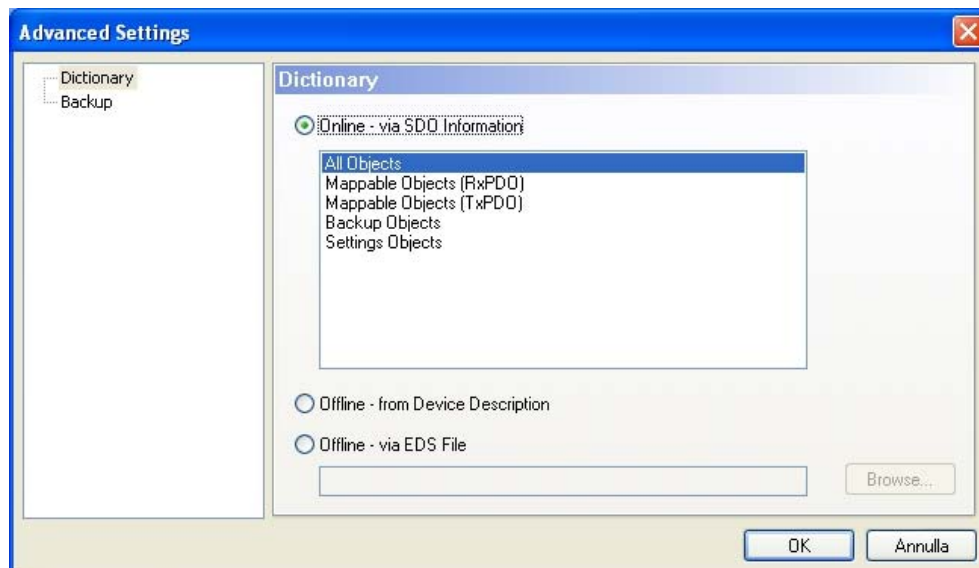 Advanced Settings
Dictionary
Backup
Dictionary
Online - via SDO Information
All Objects
Mappable Objects (RxPDO)
Mappable Objects (TxPDO)
Backup Objects
Settings Objects
Offline - from Device Description
Offline - via EDS File
Browse...
OK
Annulla